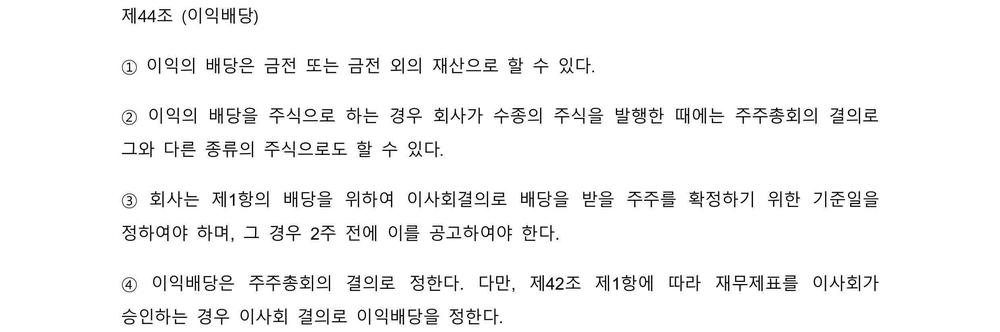 제44조 (이익배당)
① 이익의 배당은 금전 또는 금전 외의 재산으로 할 수 있다.
② 이익의 배당을 주식으로 하는 경우 회사가 수종의 주식을 발행한 때에는 주주총회의 결의로
그와 다른 종류의 주식으로도 할 수 있다.
③ 회사는 제1항의 배당을 위하여 이사회결의로 배당을 받을 주주를 확정하기 위한 기준일을
정하여야 하며, 그 경우 2주 전에 이를 공고하여야 한다.
④ 이익배당은 주주총회의 결의로 정한다. 다만, 제42조 제1항에 따라 재무제표를 이사회가
승인하는 경우 이사회 결의로 이익배당을 정한다.